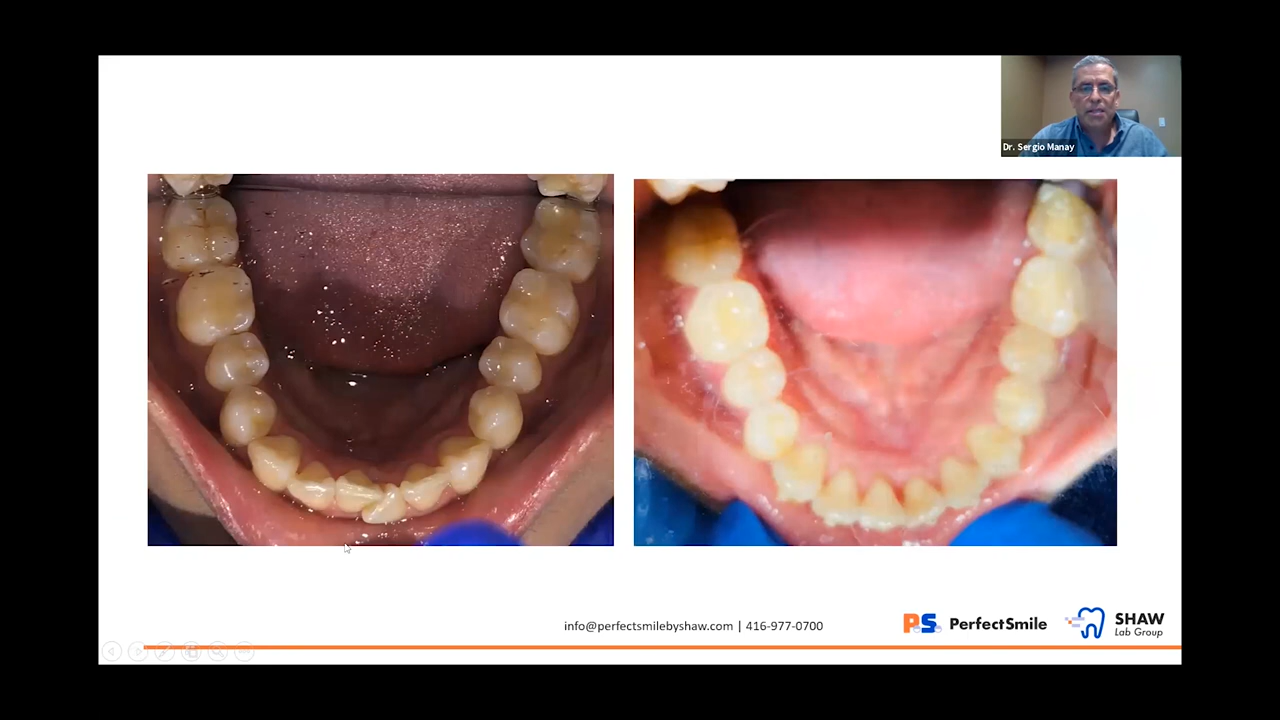 Dr. Sergio Manay
info@perfectsmilebyshaw.com | 416-977-0700
PS PerfectSmile
SHAW
Lab Group